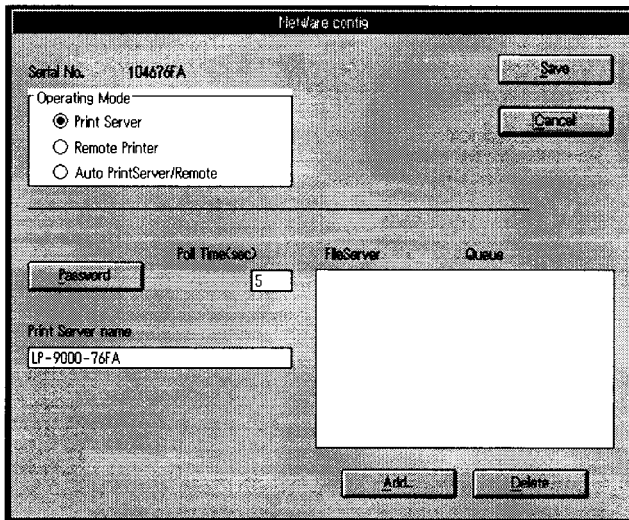 NetWare config
Serial No. 104676FA
Save
Operating Mode
Print Server
Cancel
Remote Printer
Auto PrintServer/Remote
Poll Time(sec)
FileServer Queue
Password
5
Print Server name
LP-9000-76FA
Add...
Delete...